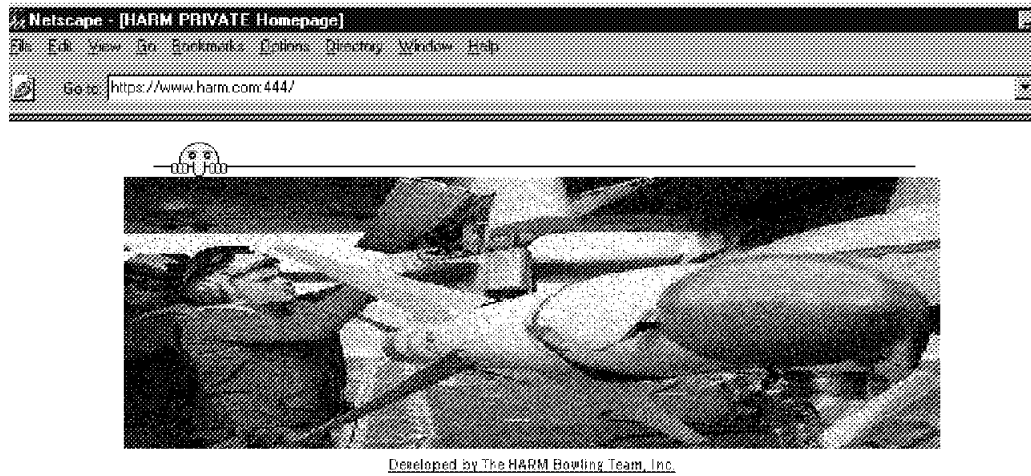 Netscape - [HARM PRIVATE Homepage]
File Edit View Go Bookmarks Options Directory Window Help
Go to: https://www.harm.com:444/
Developed by The HARM Bowling Team, Inc.